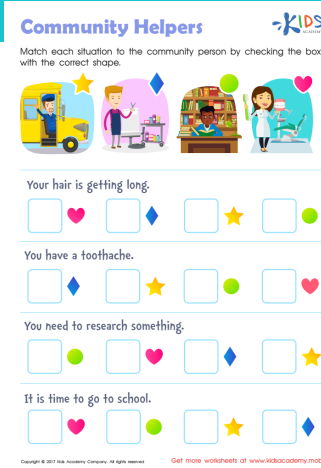 Community Helpers
KIDS
ACADEMY
Match each situation to the community person by checking the box
with the correct shape.
Your hair is getting long.
You have a toothache.
You need to research something.
It is time to go to school.
Copyright © 2017 Kids Academy Company. All rights reserved.
Get more worksheets at www.kidsacademy.mob